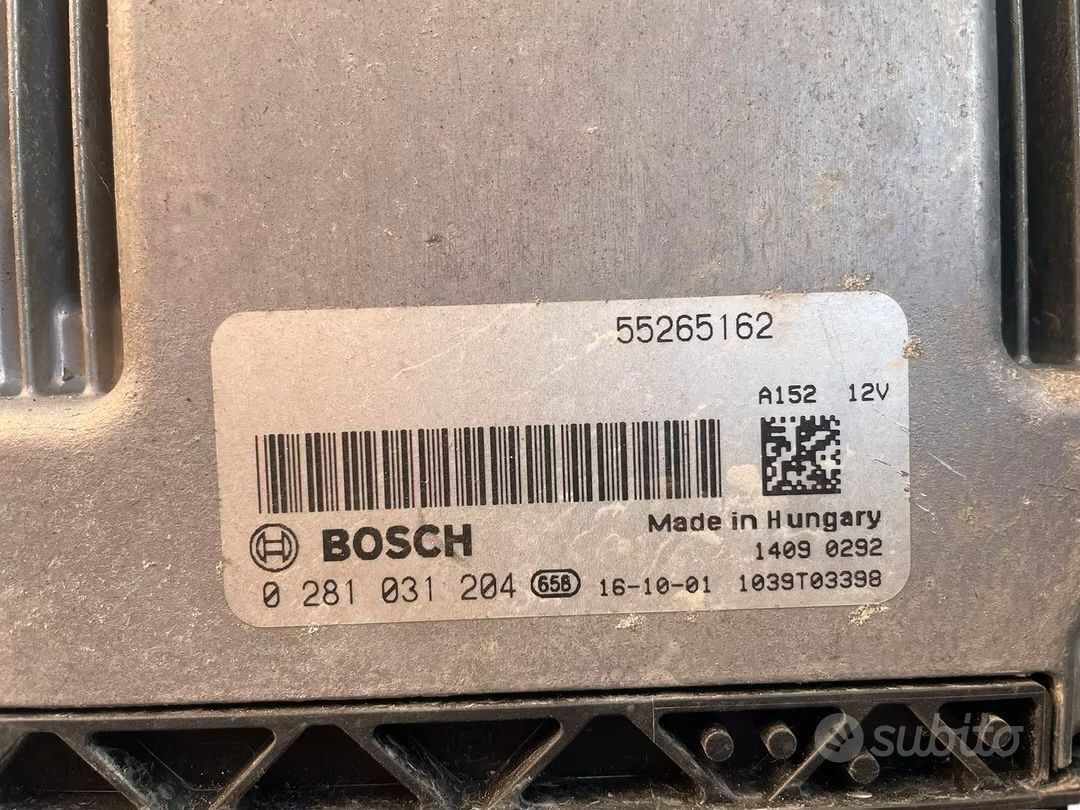 55265162
A152 12V
BOSCH
Made in Hungary
1409 0292
0 281 031 204 658 16-10-01 1039T03398
subito